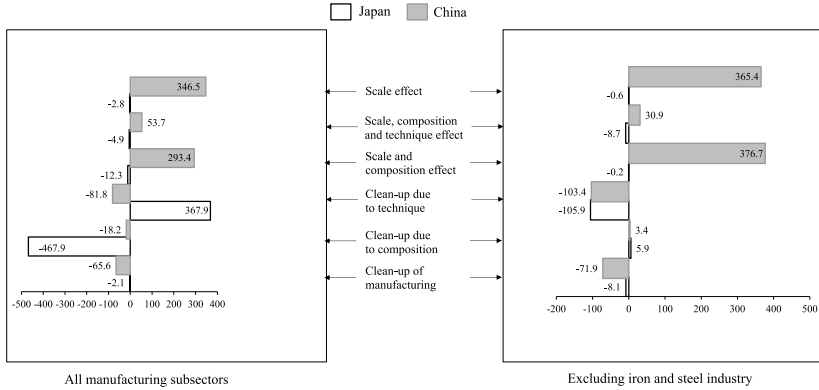 Japan
China
346.5
-2.8
53.7
-4.9
293.4
-12.3
-81.8
367.9
-18.2
-467.9
-65.6
-2.1
-500 -400 -300 -200 -100 0 100 200 300 400
All manufacturing subsectors
Scale effect
Scale, composition
and technique effect
Scale and
composition effect
Clean-up due
to technique
Clean-up due
to composition
Clean-up of
manufacturing
365.4
-0.6
30.9
-8.7
376.7
-0.2
-103.4
-105.9
3.4
5.9
-71.9
-8.1
-200 -100 0 100 200 300 400 500
Excluding iron and steel industry